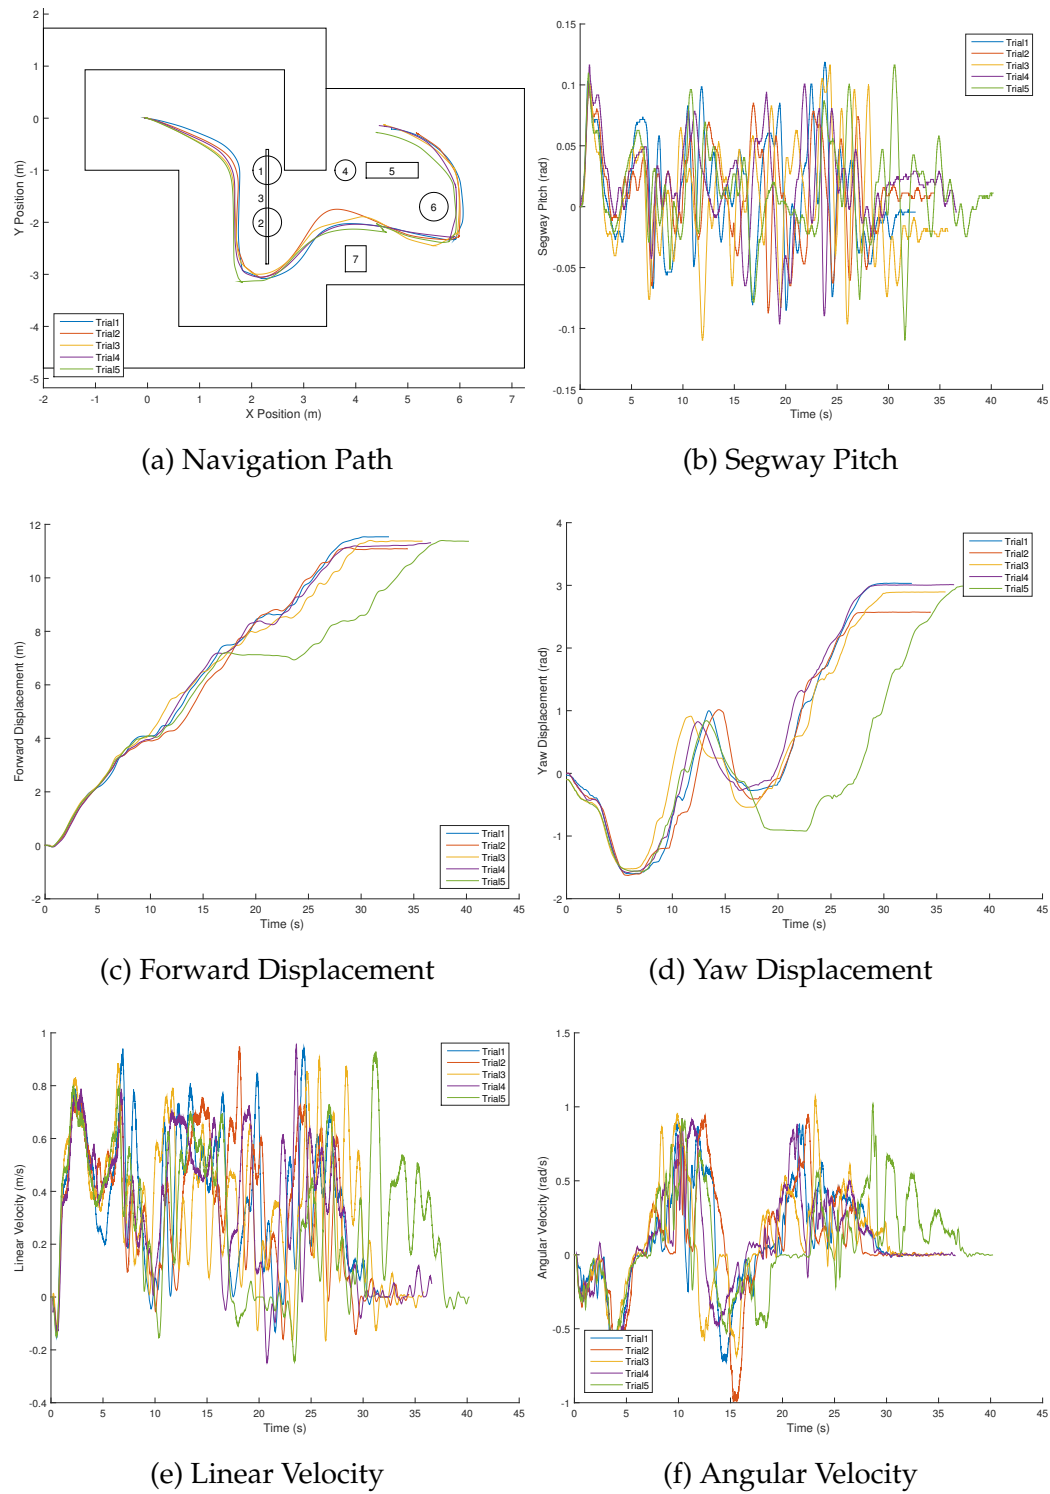 2
1
0
-1
-2
-3
-4
-5
Y Position (m)
1
3
2
4
5
6
7
Trial1
Trial2
Trial3
Trial4
Trial5
-2 -1 0 1 2 3 4 5 6 7
X Position (m)
(a) Navigation Path
0.15
0.1
0.05
0
-0.05
-0.1
-0.15
Segway Pitch (rad)
Trial1
Trial2
Trial3
Trial4
Trial5
0 5 10 15 20 25 30 35 40 45
Time (s)
(b) Segway Pitch
12
10
8
6
4
2
0
-2
Forward Displacement (m)
Trial1
Trial2
Trial3
Trial4
Trial5
0 5 10 15 20 25 30 35 40 45
Time (s)
(c) Forward Displacement
4
3
2
1
0
-1
-2
Yaw Displacement (rad)
Trial1
Trial2
Trial3
Trial4
Trial5
0 5 10 15 20 25 30 35 40 45
Time (s)
(d) Yaw Displacement
1
0.8
0.6
0.4
0.2
0
-0.2
-0.4
Linear Velocity (m/s)
Trial1
Trial2
Trial3
Trial4
Trial5
0 5 10 15 20 25 30 35 40 45
Time (s)
(e) Linear Velocity
1.5
1
0.5
0
-0.5
-1
Angular Velocity (rad/s)
Trial1
Trial2
Trial3
Trial4
Trial5
0 5 10 15 20 25 30 35 40 45
Time (s)
(f) Angular Velocity